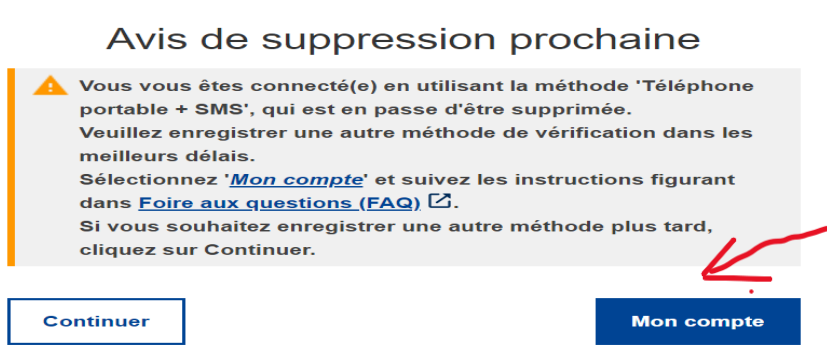 Avis de suppression prochaine
Vous vous êtes connecté(e) en utilisant la méthode 'Téléphone
portable + SMS', qui est en passe d'être supprimée.
Veuillez enregistrer une autre méthode de vérification dans les
meilleurs délais.
Sélectionnez 'Mon compte' et suivez les instructions figurant
dans Foire aux questions (FAQ).
Si vous souhaitez enregistrer une autre méthode plus tard,
cliquez sur Continuer.
Continuer
Mon compte